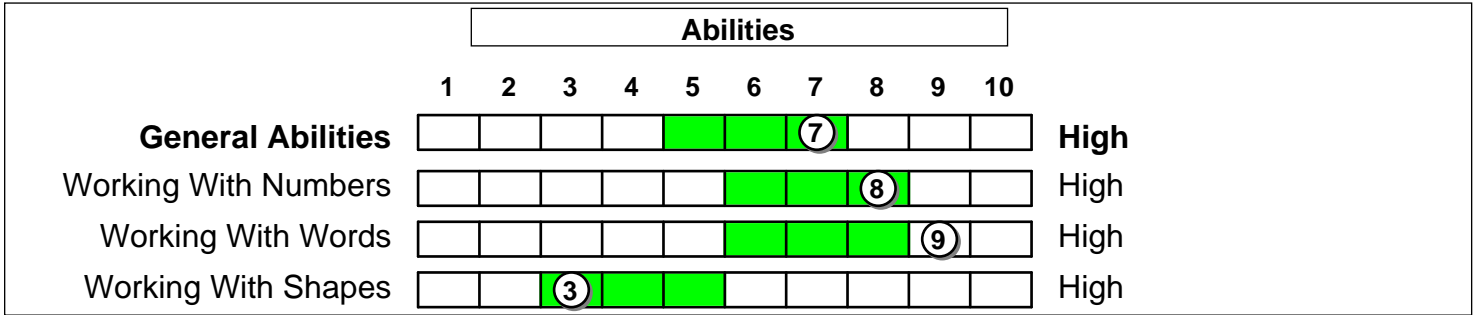 Abilities
1 2 3 4 5 6 7 8 9 10
General Abilities 7 High
Working With Numbers 8 High
Working With Words 9 High
Working With Shapes 3 High